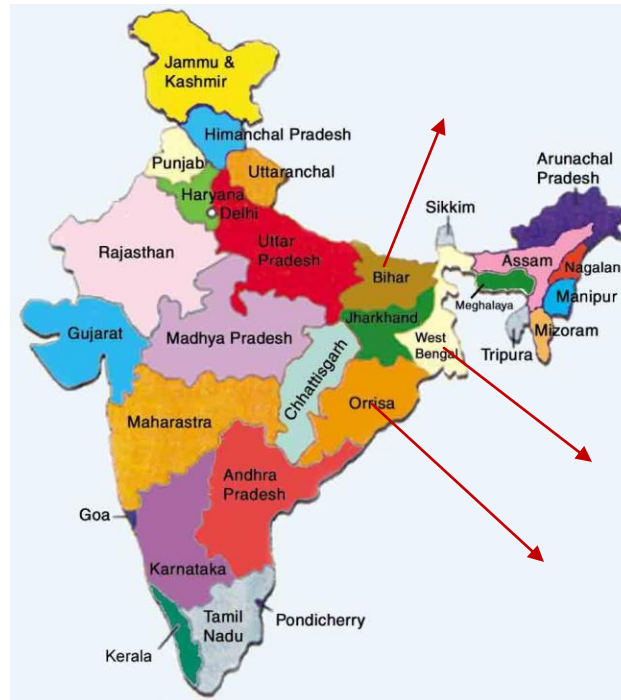 Jammu &
Kashmir
Himanchal Pradesh
Punjab
Uttaranchal
Haryana
Delhi
Arunachal
Pradesh
Sikkim
Rajasthan
Uttar
Pradesh
Bihar
Assam
Nagalan
Meghalaya
Manipur
Gujarat
Madhya Pradesh
Jharkhand
West
Bengal
Tripura
Mizoram
Chhattisgarh
Orrisa
Maharastra
Andhra
Pradesh
Goa
Karnataka
Tamil
Nadu
Pondicherry
Kerala